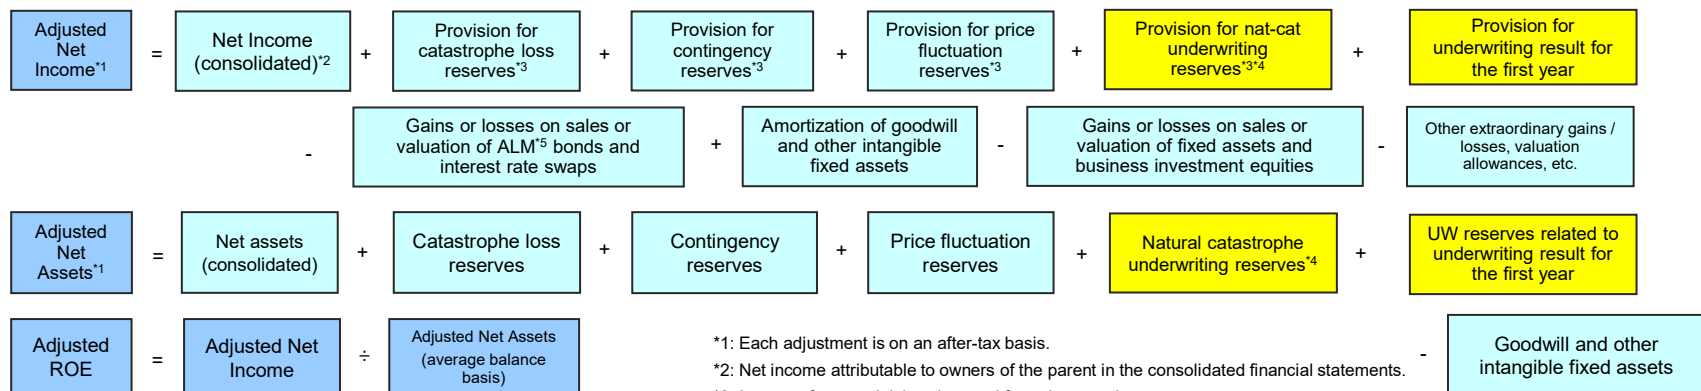 Adjusted
Net
Income*1
=
Net Income
(consolidated)*2
+
Provision for
catastrophe loss
reserves*3
+
Provision for
contingency
reserves*3
+
Provision for price
fluctuation
reserves*3
+
Provision for nat-cat
underwriting
reserves*3*4
+
Provision for
underwriting result for
the first year
-
Gains or losses on sales or
valuation of ALM*5 bonds and
interest rate swaps
+
Amortization of goodwill
and other intangible
fixed assets
-
Gains or losses on sales or
valuation of fixed assets and
business investment equities
-
Other extraordinary gains /
losses, valuation
allowances, etc.
Adjusted
Net
Assets*1
=
Net assets
(consolidated)
+
Catastrophe loss
reserves
+
Contingency
reserves
+
Price fluctuation
reserves
+
Natural catastrophe
underwriting reserves*4
+
UW reserves related to
underwriting result for
the first year
-
Goodwill and other
intangible fixed assets
Adjusted
ROE
=
Adjusted Net
Income
÷
Adjusted Net Assets
(average balance
basis)
*1: Each adjustment is on an after-tax basis.
*2: Net income attributable to owners of the parent in the consolidated financial statements.